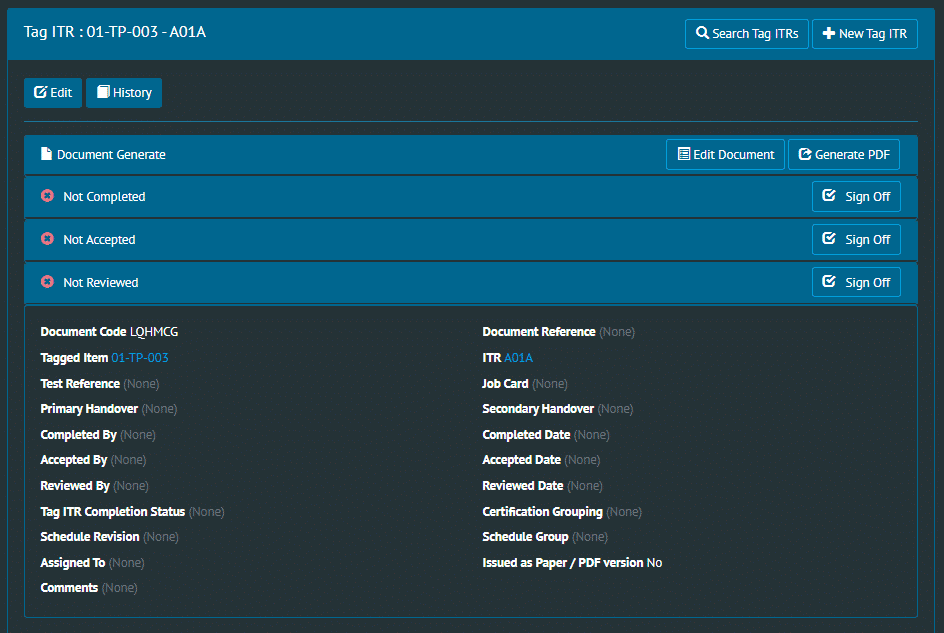 Tag ITR : 01-TP-003 - A01A
Search Tag ITRs
New Tag ITR
Edit
History
Document Generate
Edit Document
Generate PDF
Not Completed
Sign Off
Not Accepted
Sign Off
Not Reviewed
Sign Off
Document Code LQHMCG
Document Reference (None)
Tagged Item 01-TP-003
ITR A01A
Test Reference (None)
Job Card (None)
Primary Handover (None)
Secondary Handover (None)
Completed By (None)
Completed Date (None)
Accepted By (None)
Accepted Date (None)
Reviewed By (None)
Reviewed Date (None)
Tag ITR Completion Status (None)
Certification Grouping (None)
Schedule Revision (None)
Schedule Group (None)
Assigned To (None)
Issued as Paper / PDF version No
Comments (None)